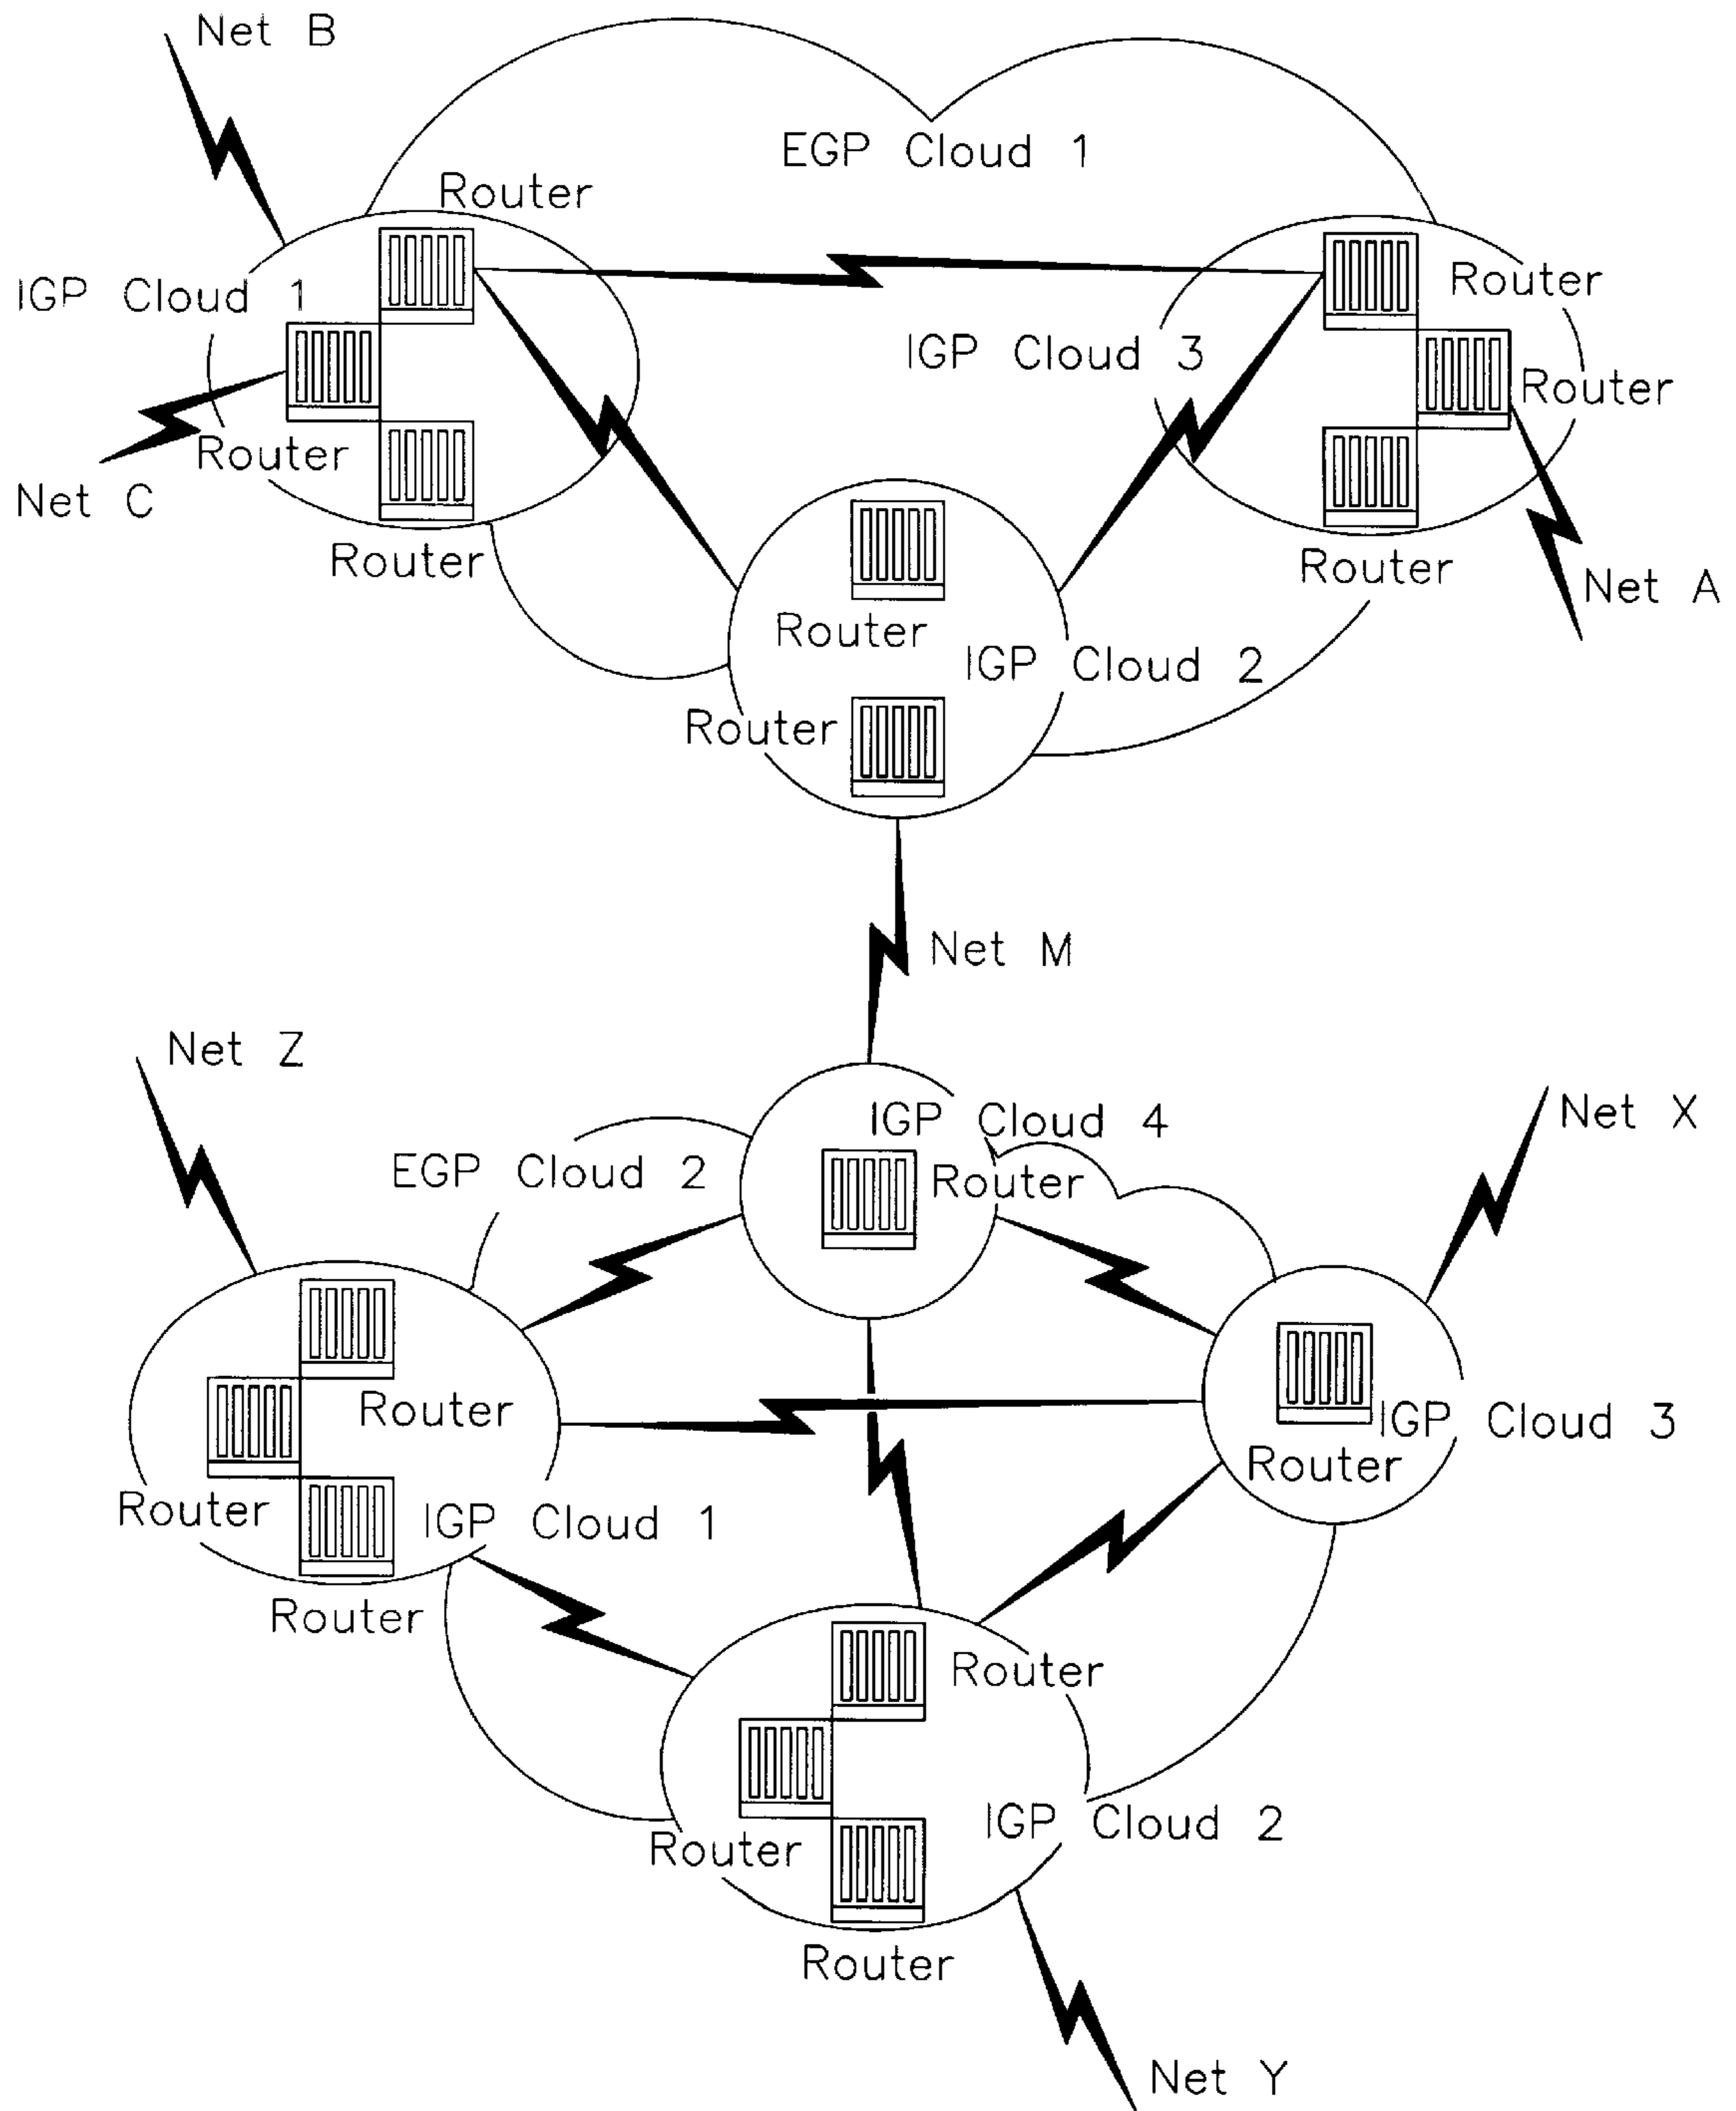 Net B
EGP Cloud 1
Router
Router
IGP Cloud 1
IGP Cloud 3
Router
Router
Net C
Router
Router
Net A
Router
IGP Cloud 2
Router
Net M
Net Z
Net X
IGP Cloud 4
EGP Cloud 2
Router
Router
IGP Cloud 3
Router
Router
IGP Cloud 1
Router
Router
IGP Cloud 2
Router
Router
Net Y